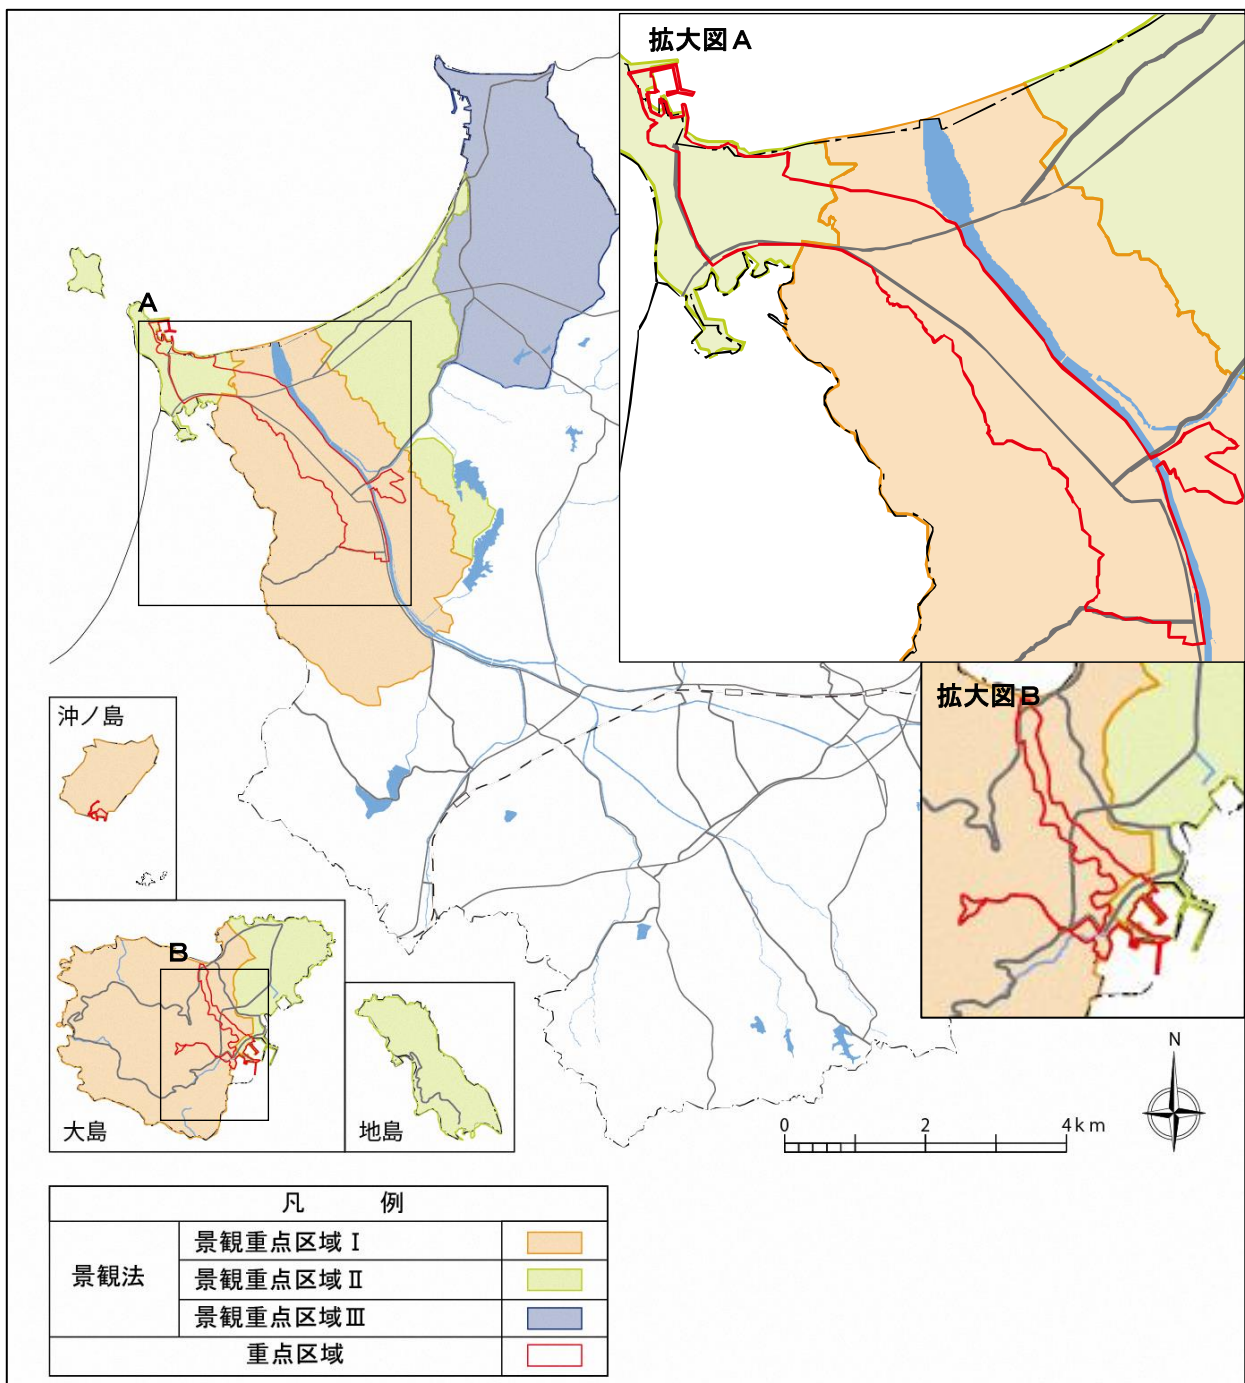 拡大図A
A
拡大図B
沖ノ島
B
大島
地島
N
0 2 4km
凡 例
景観法
景観重点区域Ⅰ
景観重点区域Ⅱ
景観重点区域Ⅲ
重点区域